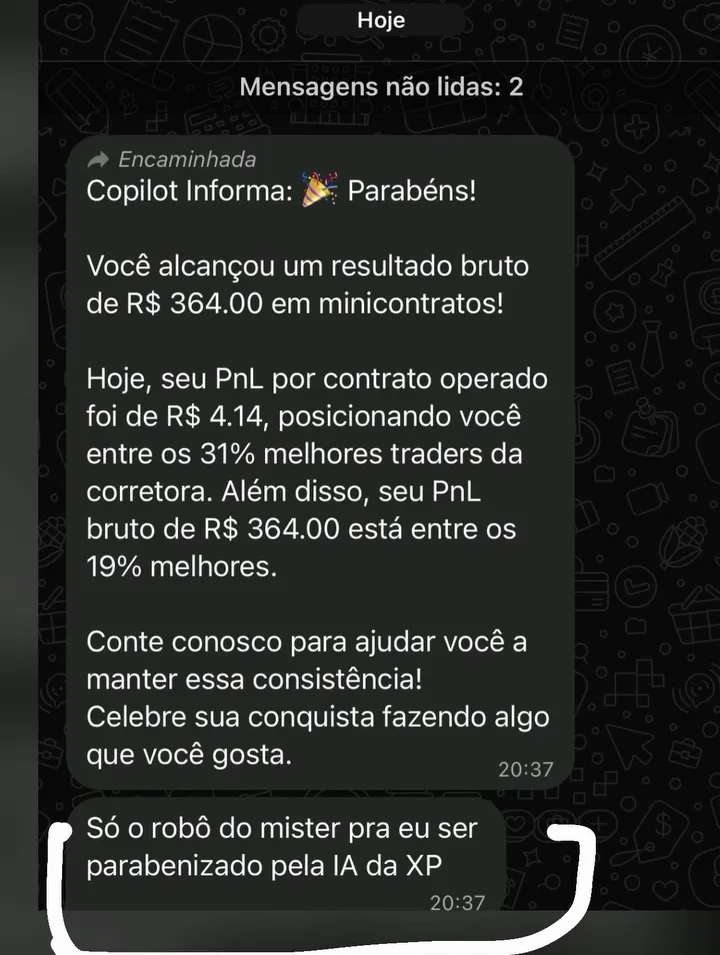 Hoje
Mensagens não lidas: 2
Encaminhada
Copilot Informa: 🎉 Parabéns!
Você alcançou um resultado bruto
de R$ 364.00 em minicontratos!
Hoje, seu PnL por contrato operado
foi de R$ 4.14, posicionando você
entre os 31% melhores traders da
corretora. Além disso, seu PnL
bruto de R$ 364.00 está entre os
19% melhores.
Conte conosco para ajudar você a
manter essa consistência!
Celebre sua conquista fazendo algo
que você gosta.
20:37
Só o robô do mister pra eu ser
parabenizado pela IA da XP
20:37